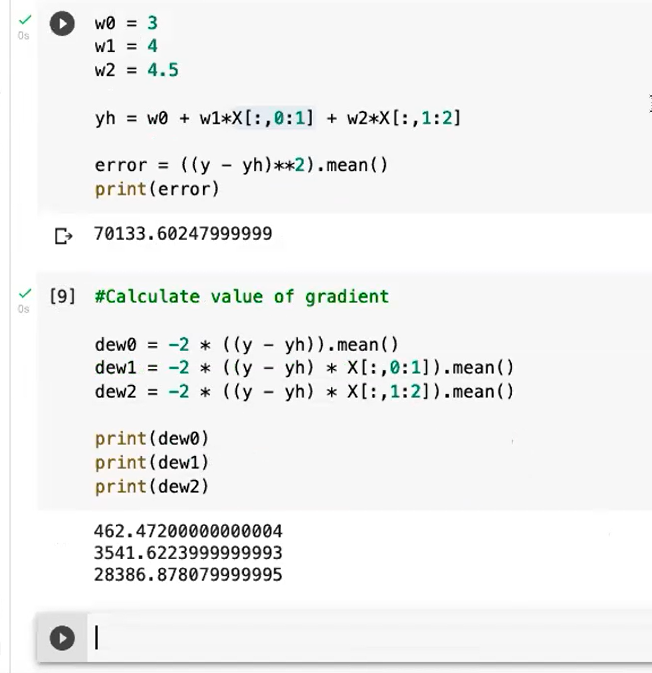 0s
w0 = 3
w1 = 4
w2 = 4.5
yh = w0 + w1*X[:,0:1] + w2*X[:,1:2]
error = ((y - yh)**2).mean()
print(error)
70133.60247999999
0s
[9] #Calculate value of gradient
dew0 = -2 * ((y - yh)).mean()
dew1 = -2 * ((y - yh) * X[:,0:1]).mean()
dew2 = -2 * ((y - yh) * X[:,1:2]).mean()
print(dew0)
print(dew1)
print(dew2)
462.47200000000004
3541.6223999999993
28386.878079999995